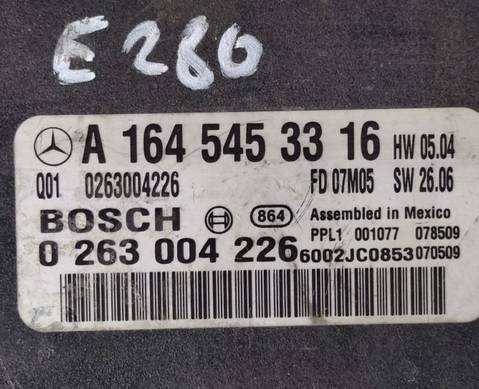 E 280
A 164 545 33 16 HW 05.04
Q01 0263004226 FD 07M05 SW 26.06
BOSCH 864 Assembled in Mexico
PPL1 001077 078509
0 263 004 226 6002JC0853 070509